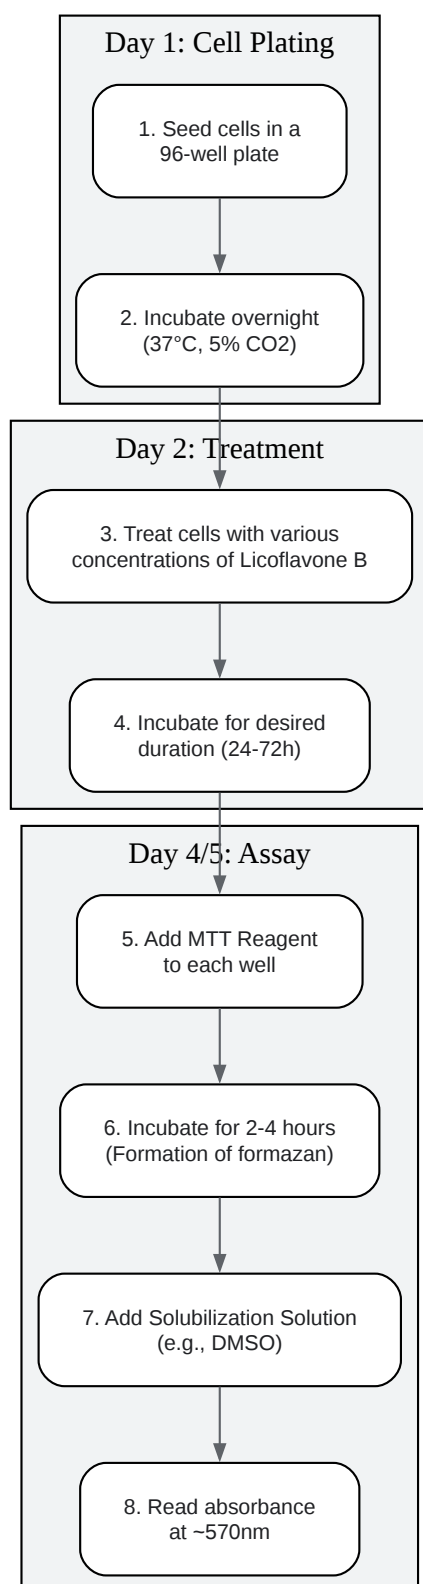 Day 1: Cell Plating
1. Seed cells in a
96-well plate
2. Incubate overnight
(37°C, 5% CO2)
Day 2: Treatment
3. Treat cells with various
concentrations of Licoflavone B
4. Incubate for desired
duration (24-72h)
Day 4/5: Assay
5. Add MTT Reagent
to each well
6. Incubate for 2-4 hours
(Formation of formazan)
7. Add Solubilization Solution
(e.g., DMSO)
8. Read absorbance
at ~570nm